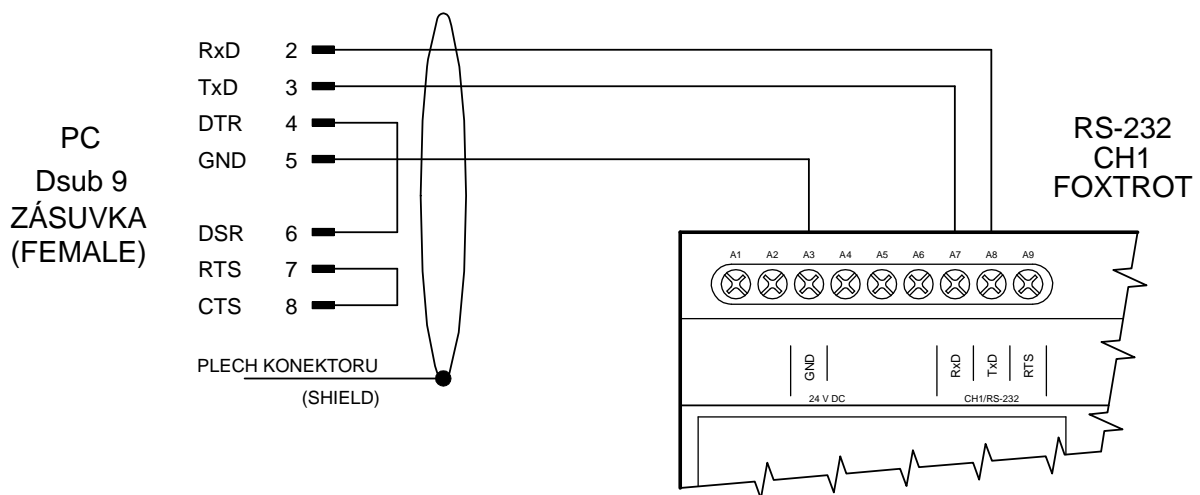 PC
Dsub 9
ZÁSUVKA
(FEMALE)
RxD 2
TxD 3
DTR 4
GND 5
DSR 6
RTS 7
CTS 8
PLECH KONEKTORU
(SHIELD)
RS-232
CH1
FOXTROT
A1 A2 A3 A4 A5 A6 A7 A8 A9
GND RxD TxD RTS
24 V DC CH1/RS-232